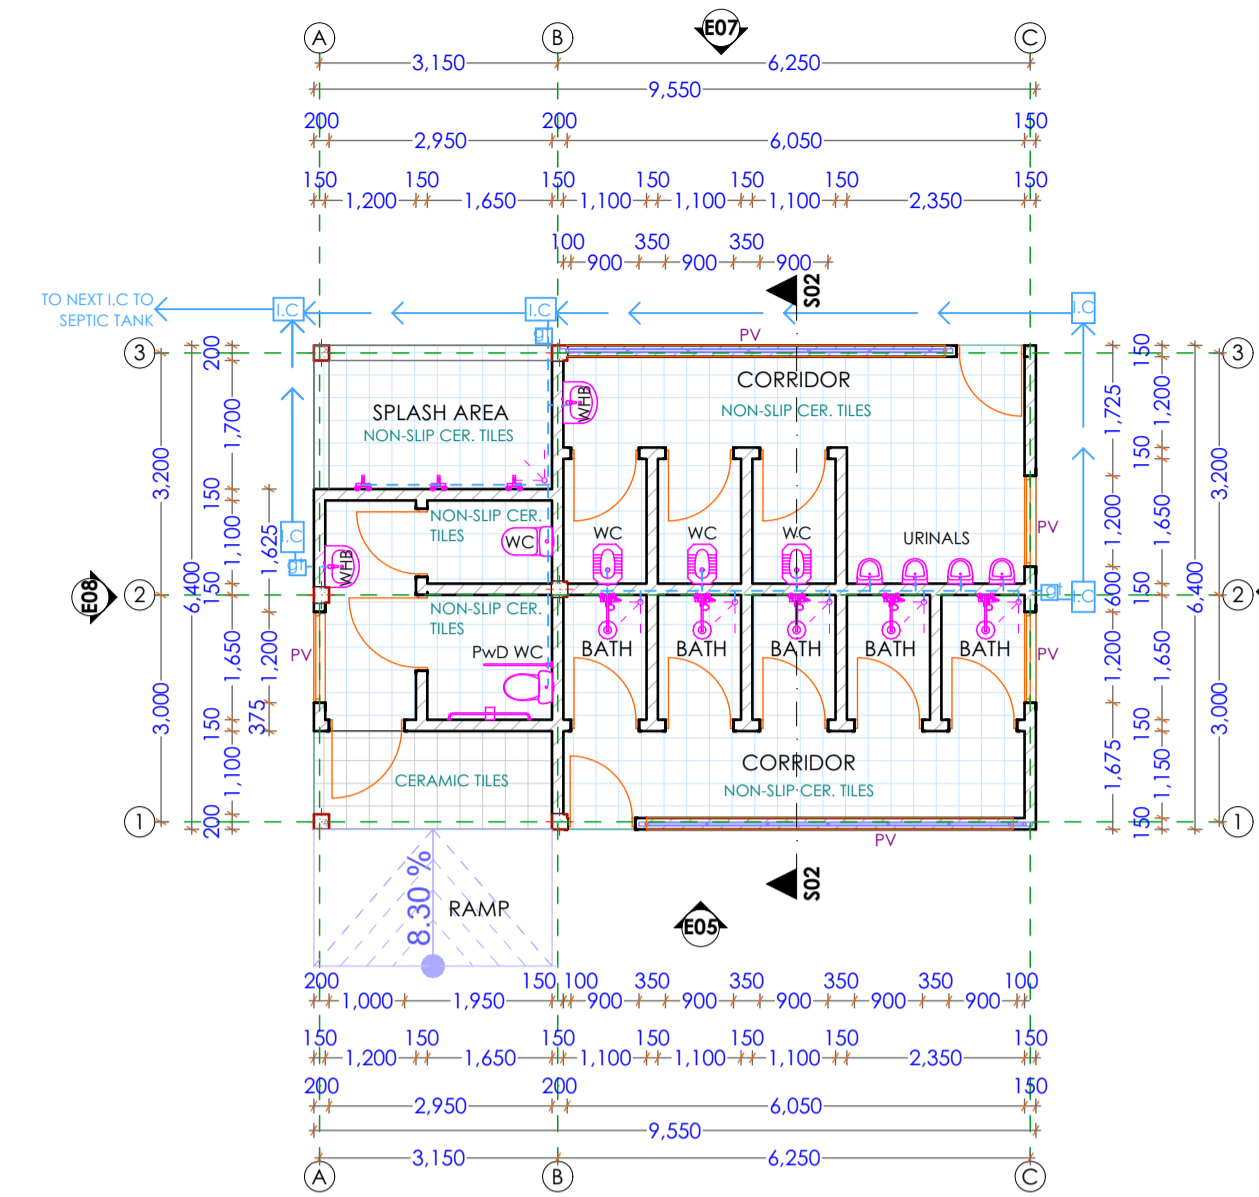 A B E07 C
3,150 6,250
9,550
200 200 150
2,950 6,050
150 150 150 150 150 150 150
1,200 1,650 1,100 1,100 1,100 2,350
100 350 350
900 900 900
S02
TO NEXT I.C TO
SEPTIC TANK
I.C I.C I.C
gt
PV
3 3
200 150
CORRIDOR
NON-SLIP CER. TILES
SPLASH AREA
NON-SLIP CER. TILES
WHB
1,700 1,725 1,200
3,200 3,200
150 150
NON-SLIP CER.
TILES
WC
WC WC WC URINALS
PV
I.C
gt
WHB
1,100 1,625 1,200 1,650
E08
6,400 6,400
2 2
150 600 150
gt I.C
NON-SLIP CER.
TILES
PwD WC
BATH BATH BATH BATH BATH
PV PV
1,650 1,200 1,200 1,650
3,000 3,000
375
150 150
CERAMIC TILES
CORRIDOR
NON-SLIP CER. TILES
1,100 1,675 1,150
200 150
1 1
PV
8.30 %
RAMP
S02
E05
200 150 100 350 350 350 350 100
1,000 1,950 900 900 900 900 900
150 150 150 150 150 150 150
1,200 1,650 1,100 1,100 1,100 2,350
200 200 150
2,950 6,050
9,550
3,150 6,250
A B C